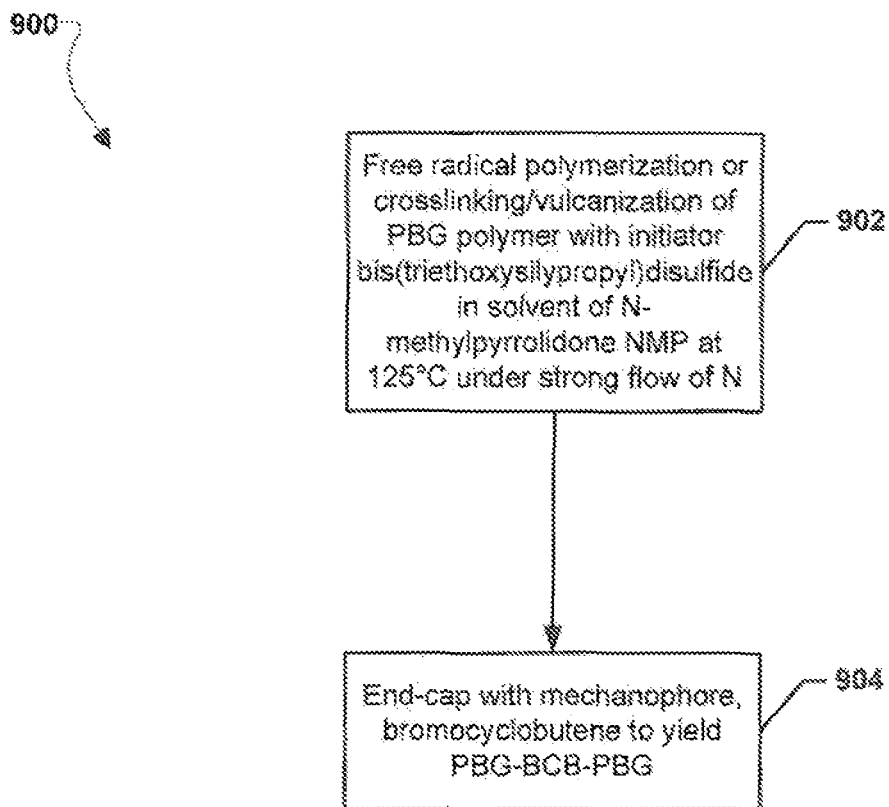 900
Free radical polymerization or
crosslinking/vulcanization of
PBG polymer with initiator
bis(triethoxysilypropyl)disulfide
in solvent of N-
methylpyrrolidone NMP at
125°C under strong flow of N
902
End-cap with mechanophore,
bromocyclobutene to yield
PBG-BCB-PBG
904